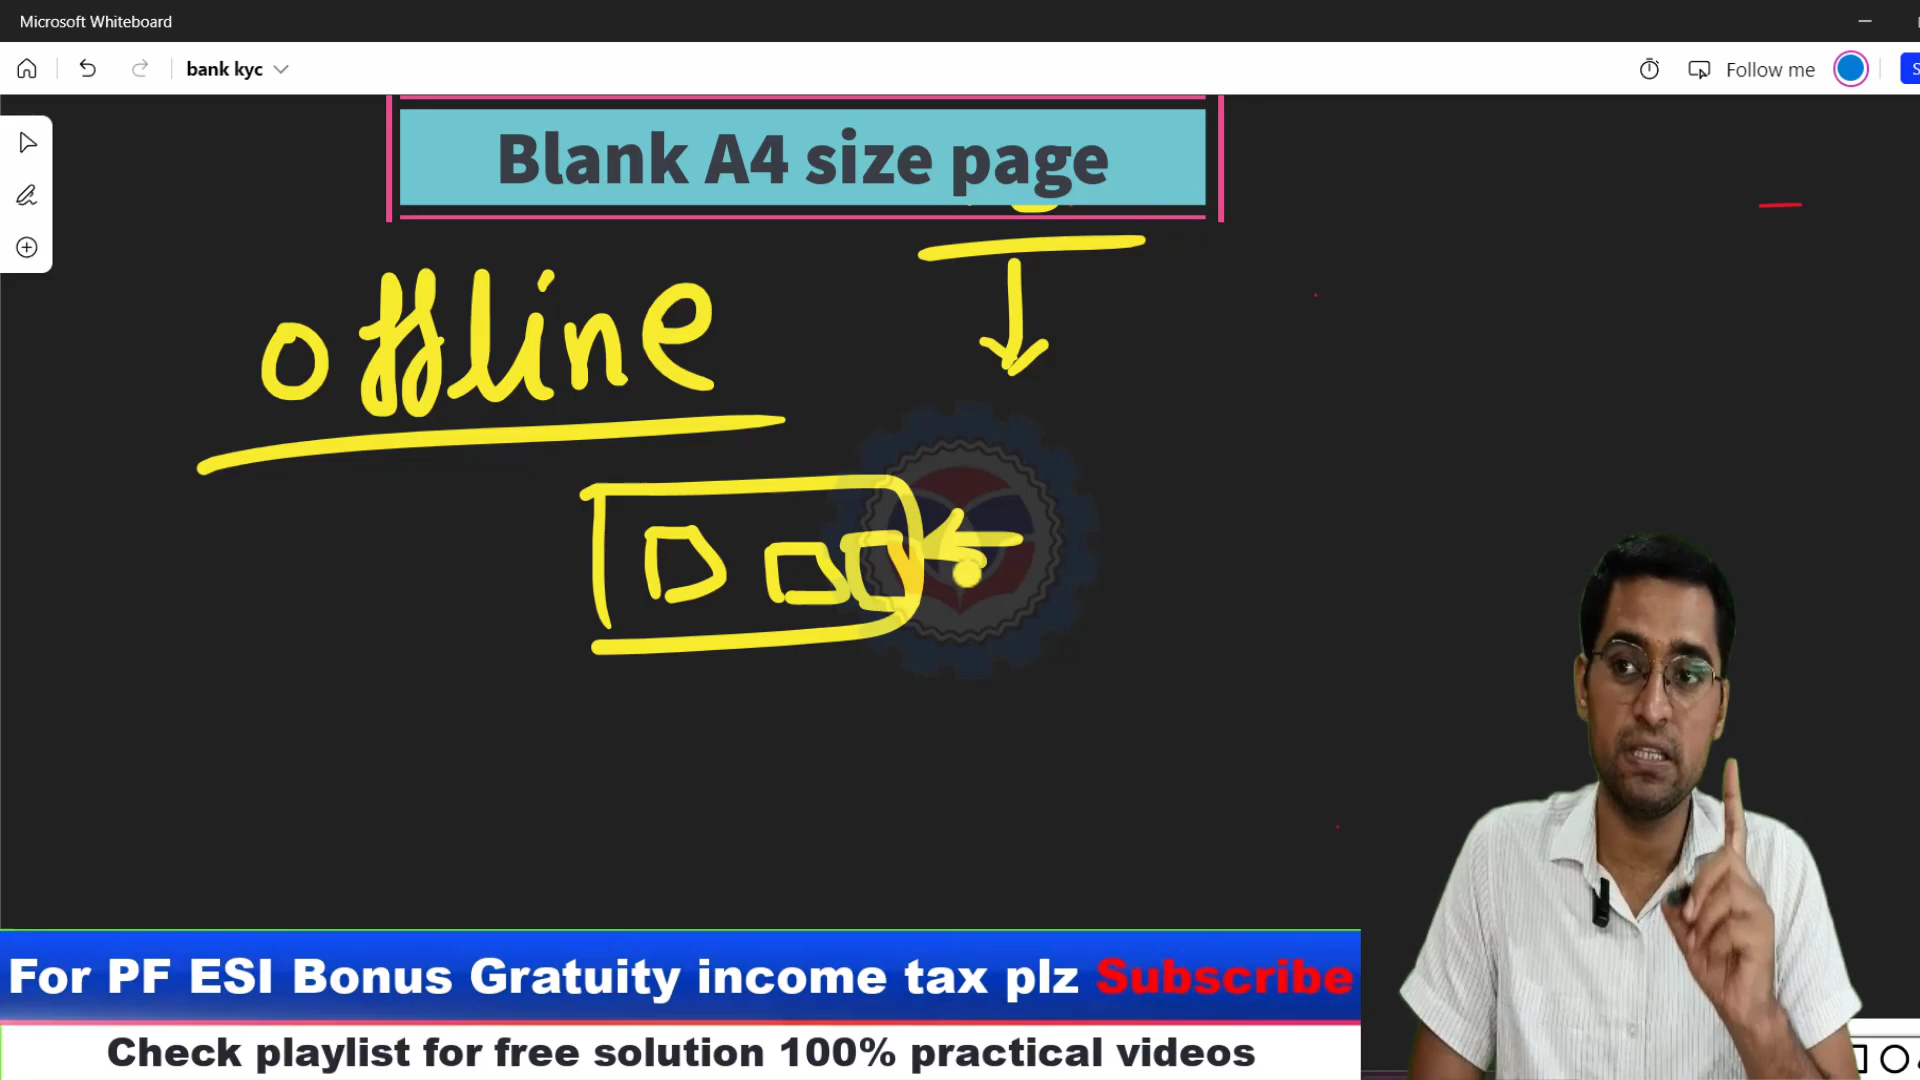 Microsoft Whiteboard
bank kyc
Follow me
Blank A4 size page
offline
For PF ESI Bonus Gratuity income tax plz Subscribe
Check playlist for free solution 100% practical videos